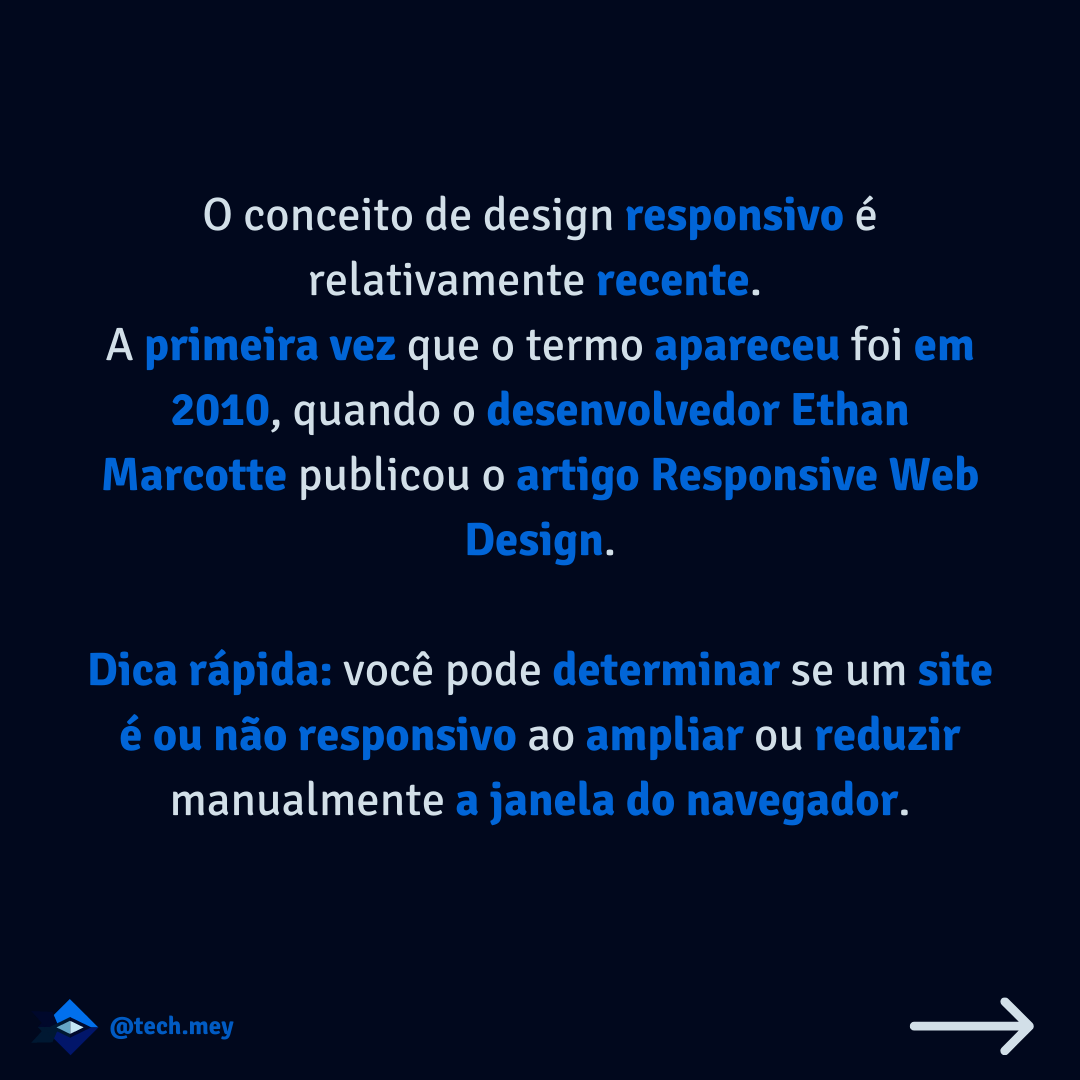 O conceito de design responsivo é
relativamente recente.
A primeira vez que o termo apareceu foi em
2010, quando o desenvolvedor Ethan
Marcotte publicou o artigo Responsive Web
Design.
Dica rápida: você pode determinar se um site
é ou não responsivo ao ampliar ou reduzir
manualmente a janela do navegador.
@tech.mey